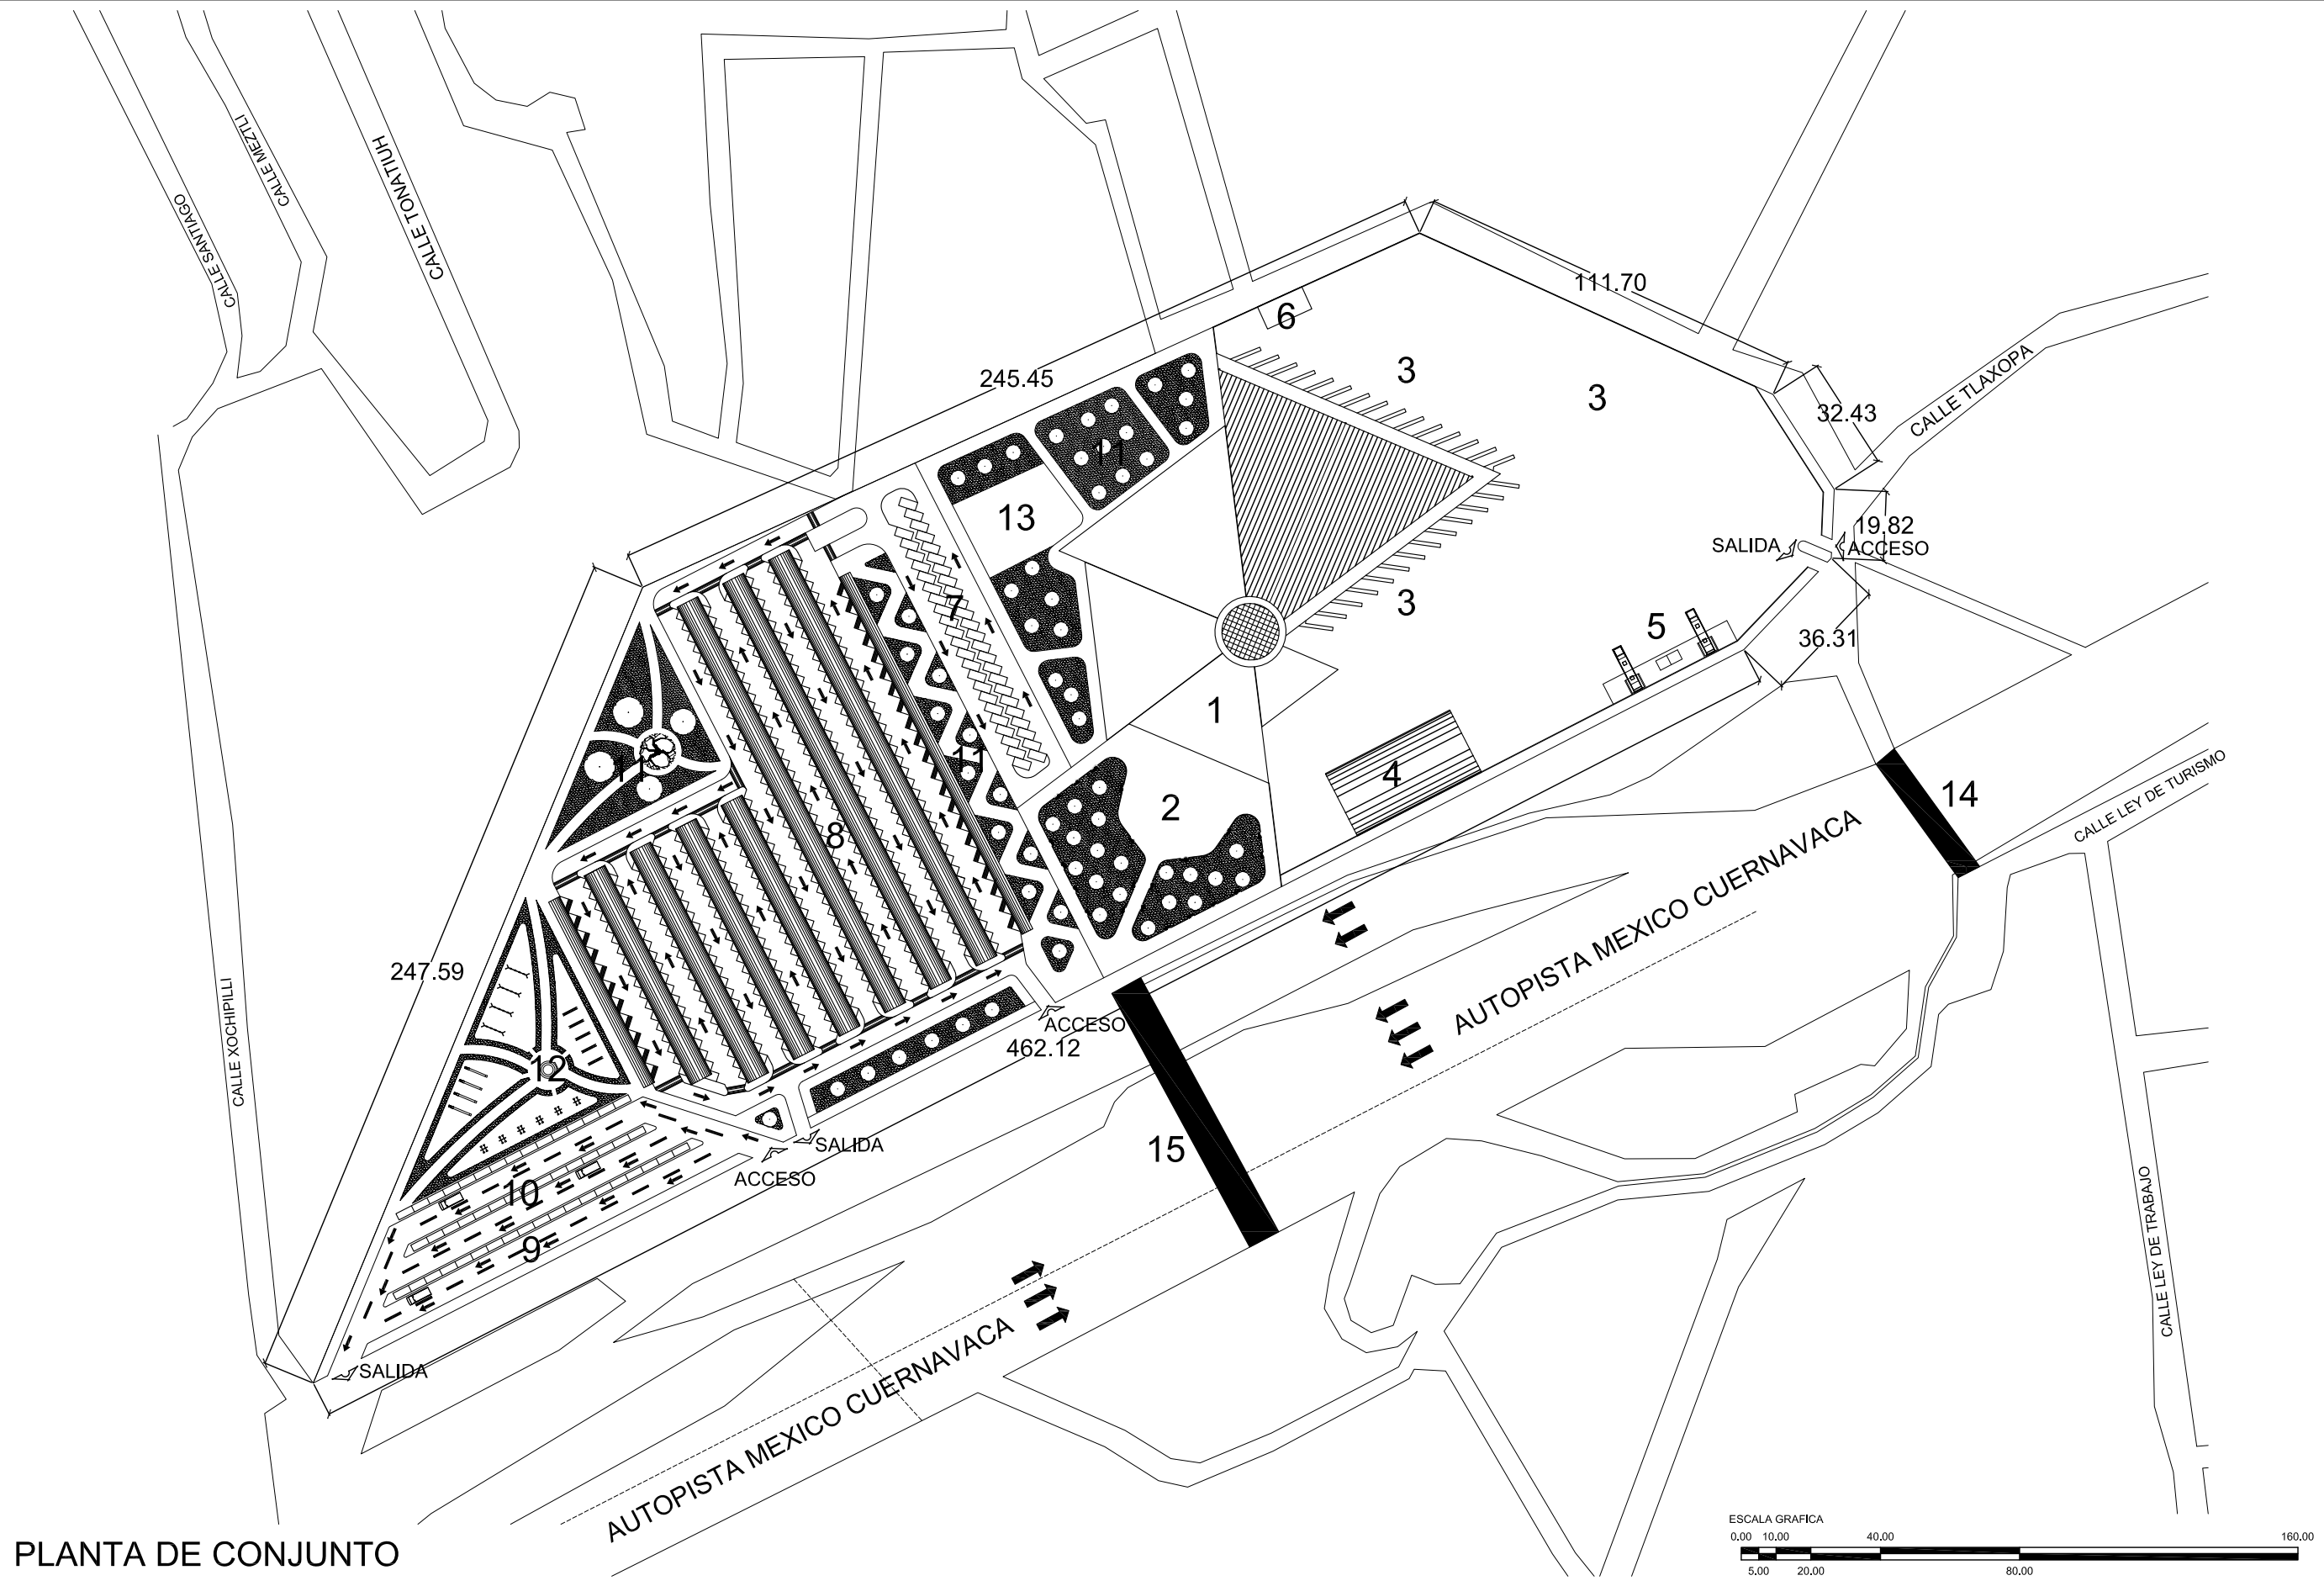 CALLE SANTIAGO
CALLE MEZTLI
CALLE TONATIUH
111.70
6
245.45
3
3
32.43
CALLE TLAXOPA
11
13
19.82
SALIDA
ACCESO
7
3
5
36.31
1
11
11
4
2
8
14
CALLE LEY DE TURISMO
AUTOPISTA MEXICO CUERNAVACA
247.59
CALLE XOCHIPILLI
12
ACCESO
462.12
SALIDA
ACCESO
15
10
9
CALLE LEY DE TRABAJO
SALIDA
AUTOPISTA MEXICO CUERNAVACA
PLANTA DE CONJUNTO
ESCALA GRAFICA
0.00 10.00 40.00 160.00
5.00 20.00 80.00